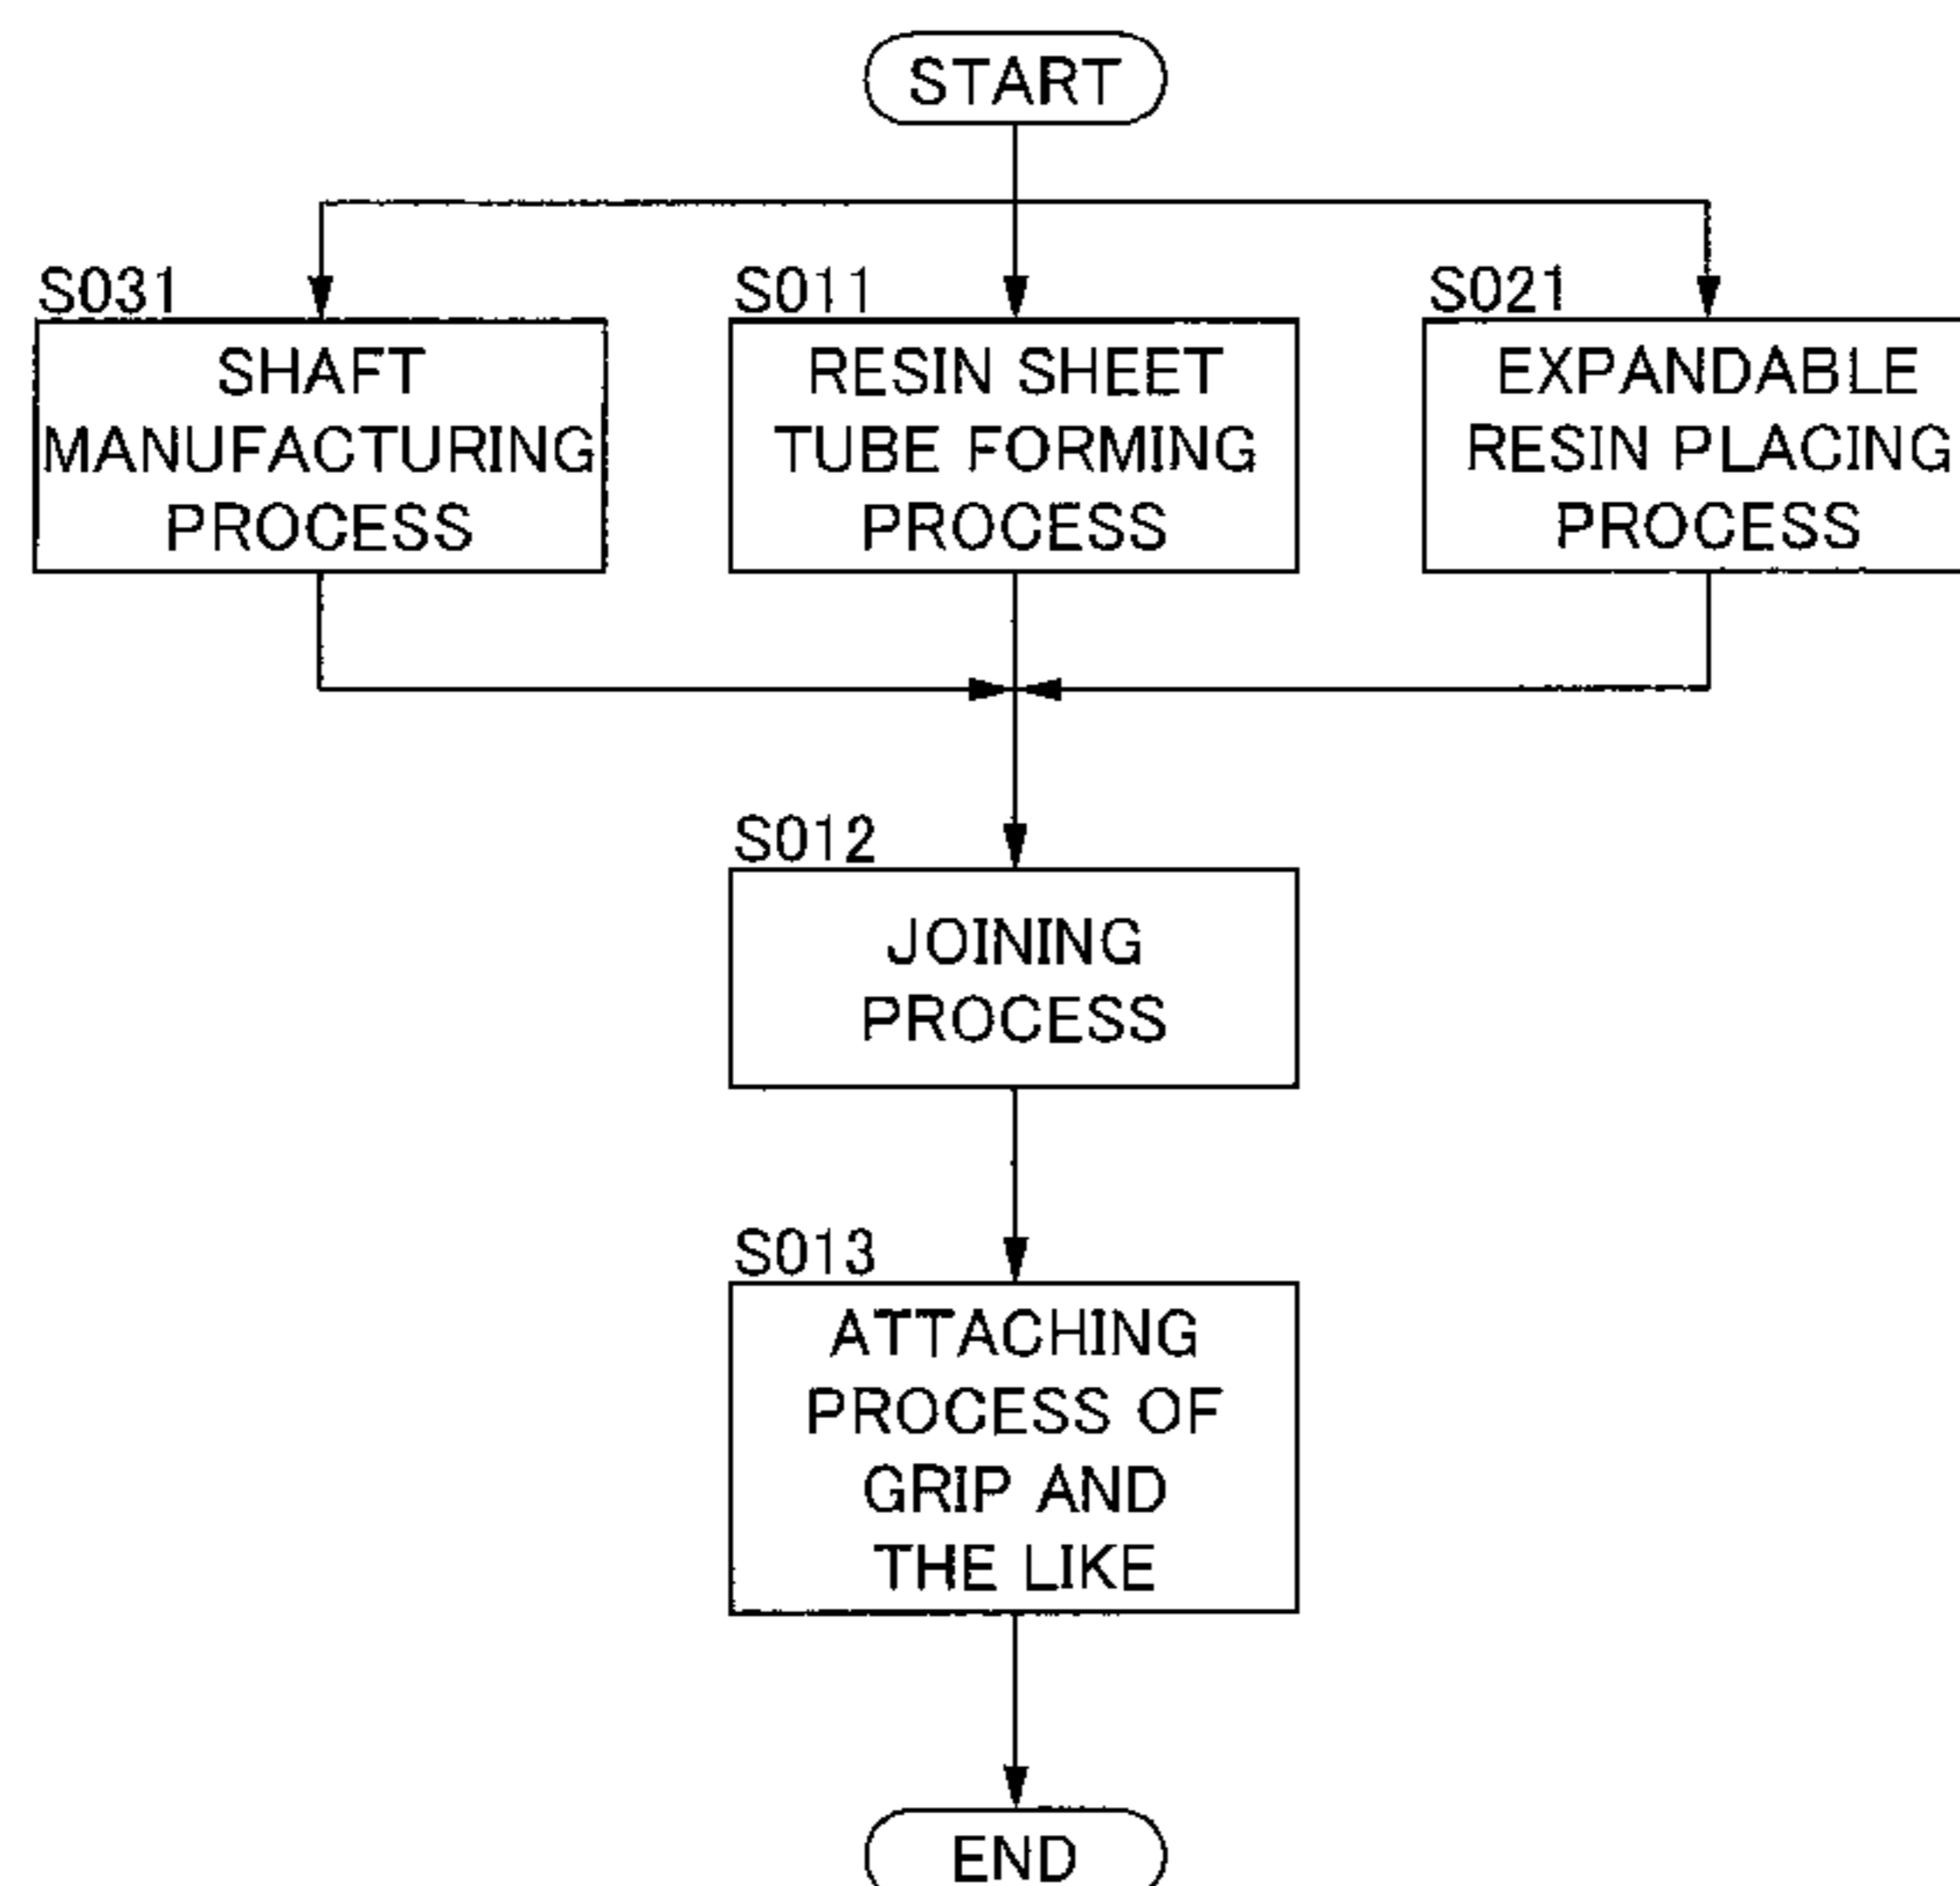 START
S031
SHAFT
MANUFACTURING
PROCESS
S011
RESIN SHEET
TUBE FORMING
PROCESS
S021
EXPANDABLE
RESIN PLACING
PROCESS
S012
JOINING
PROCESS
S013
ATTACHING
PROCESS OF
GRIP AND
THE LIKE
END